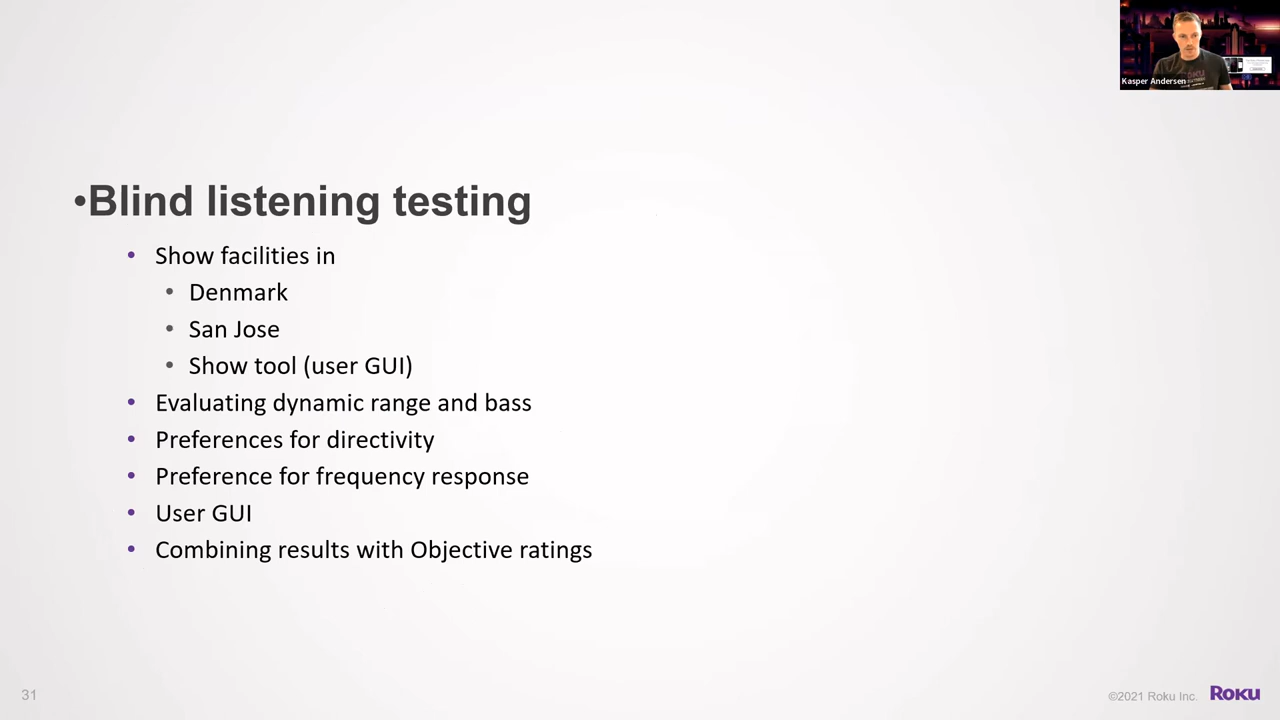 Kasper Andersen
ROKU
•Blind listening testing
• Show facilities in
• Denmark
• San Jose
• Show tool (user GUI)
• Evaluating dynamic range and bass
• Preferences for directivity
• Preference for frequency response
• User GUI
• Combining results with Objective ratings
31
©2021 Roku Inc.
ROKU